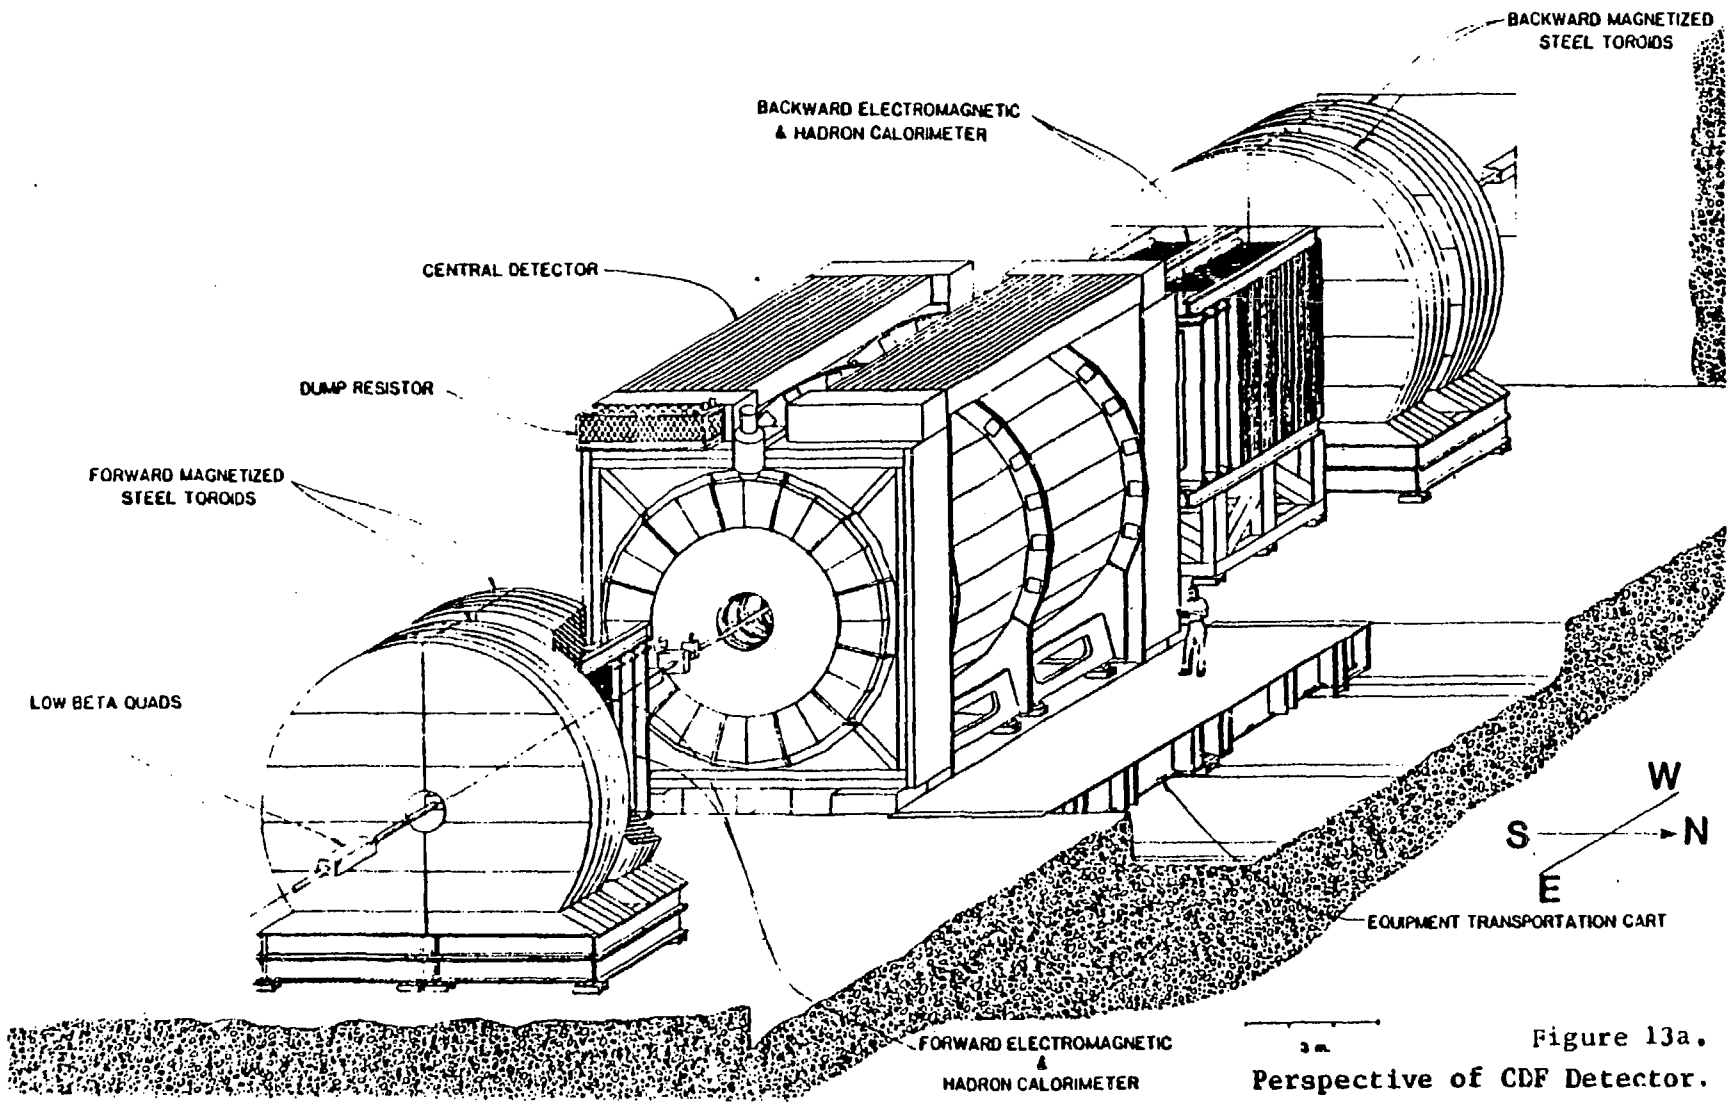 BACKWARD MAGNETIZED
STEEL TOROIDS
BACKWARD ELECTROMAGNETIC
& HADRON CALORIMETER
CENTRAL DETECTOR
DUMP RESISTOR
FORWARD MAGNETIZED
STEEL TOROIDS
LOW BETA QUADS
W
S
N
E
EQUIPMENT TRANSPORTATION CART
FORWARD ELECTROMAGNETIC
&
HADRON CALORIMETER
3 m.
Figure 13a.
Perspective of CDF Detector.